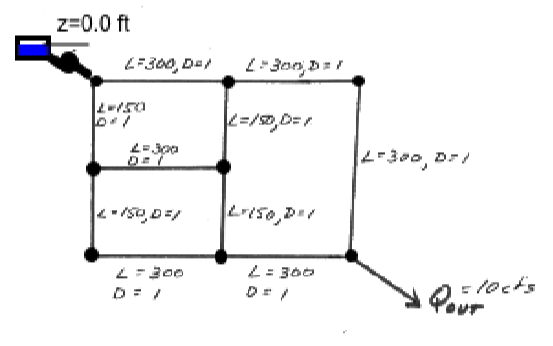 z=0.0 ft
L=300, D=1
L=300, D=1
L=150
D=1
L=150, D=1
L=300
D=1
L=300, D=1
L=150, D=1
L=150, D=1
L=300
D=1
L=300
D=1
Q_OUT = 10 cfs